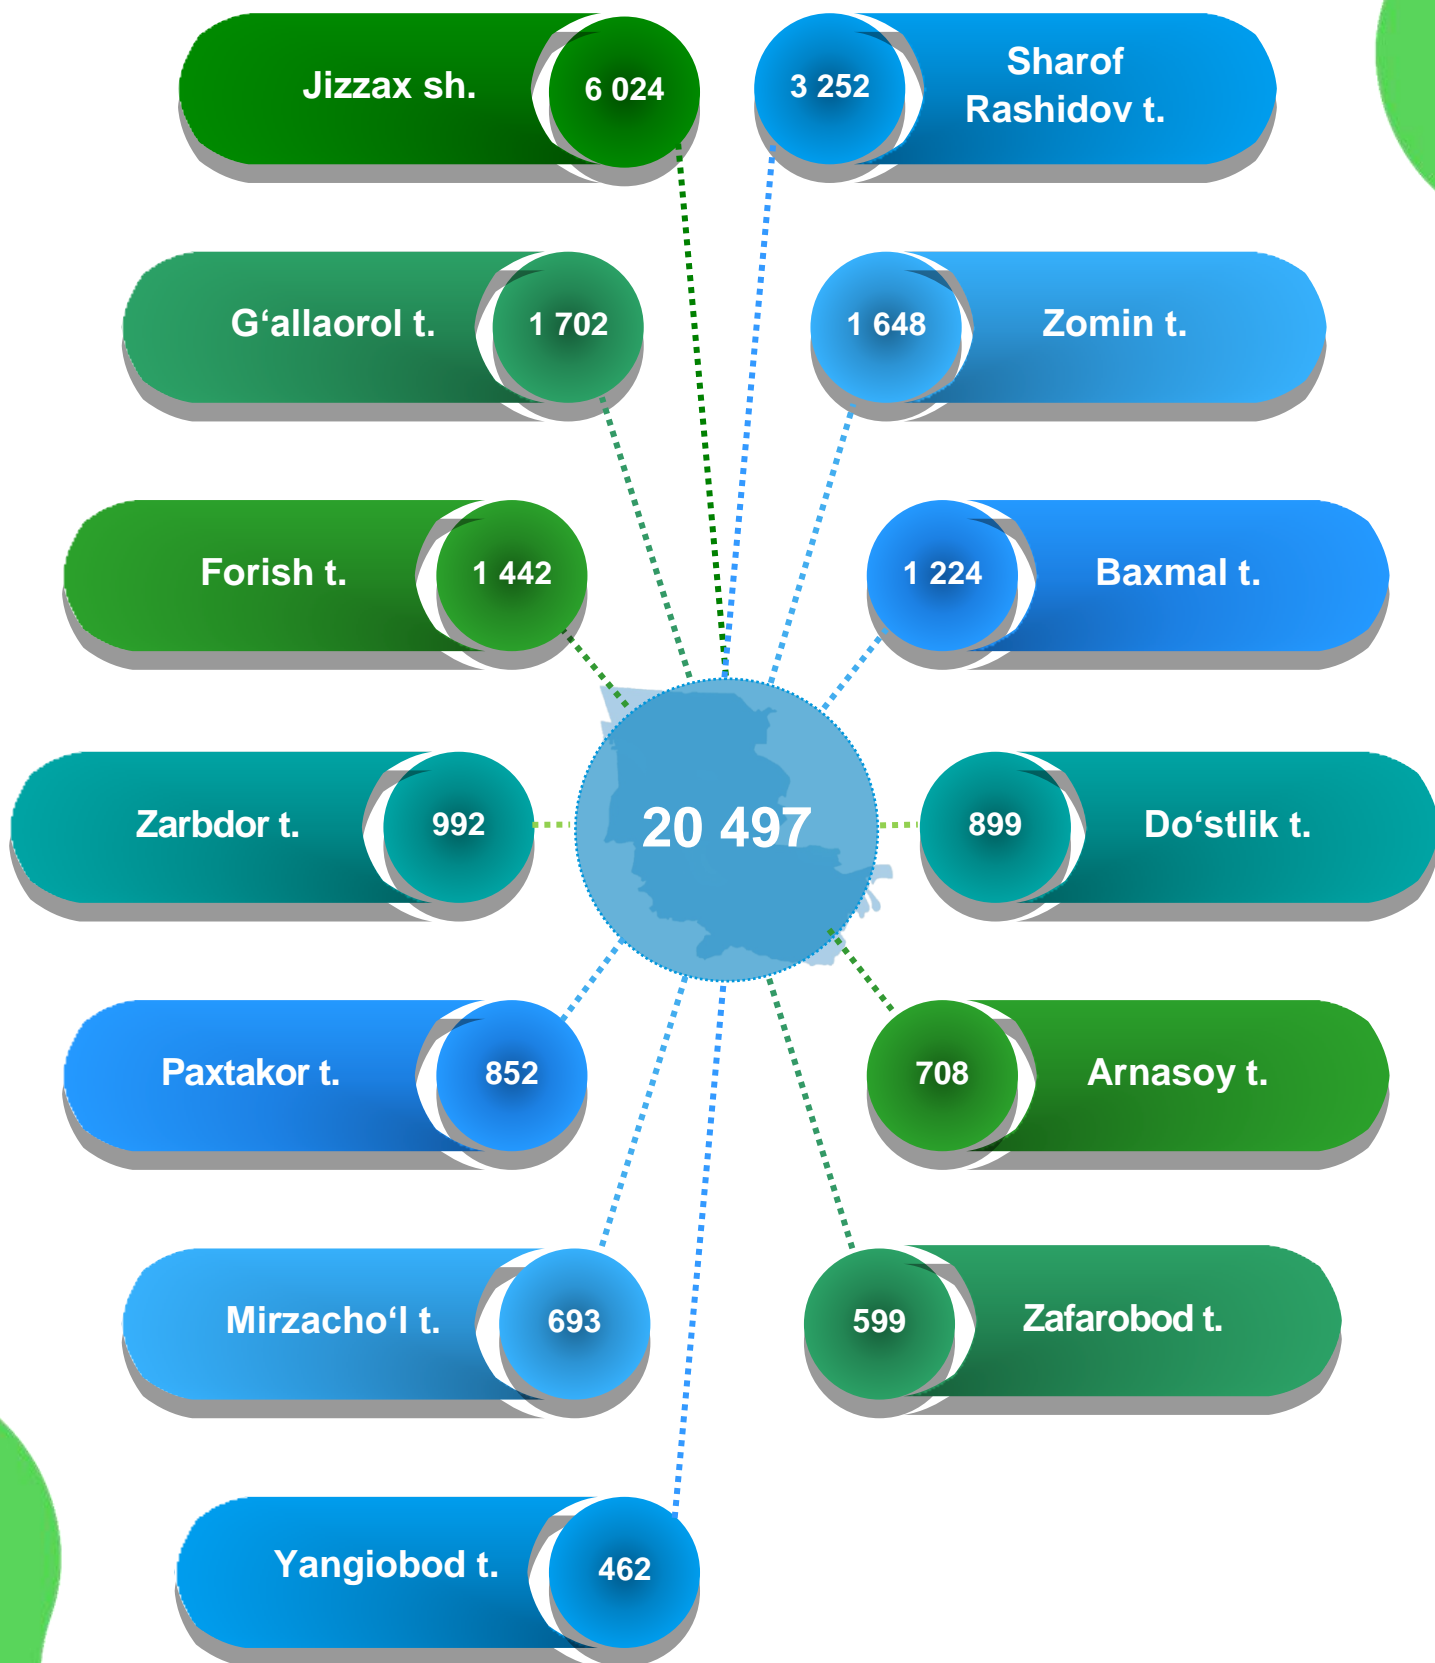 Jizzax sh.
6 024
3 252
Sharof
Rashidov t.
G‘allaorol t.
1 702
1 648
Zomin t.
Forish t.
1 442
1 224
Baxmal t.
Zarbdor t.
992
20 497
899
Do‘stlik t.
Paxtakor t.
852
708
Arnasoy t.
Mirzacho‘l t.
693
599
Zafarobod t.
Yangiobod t.
462